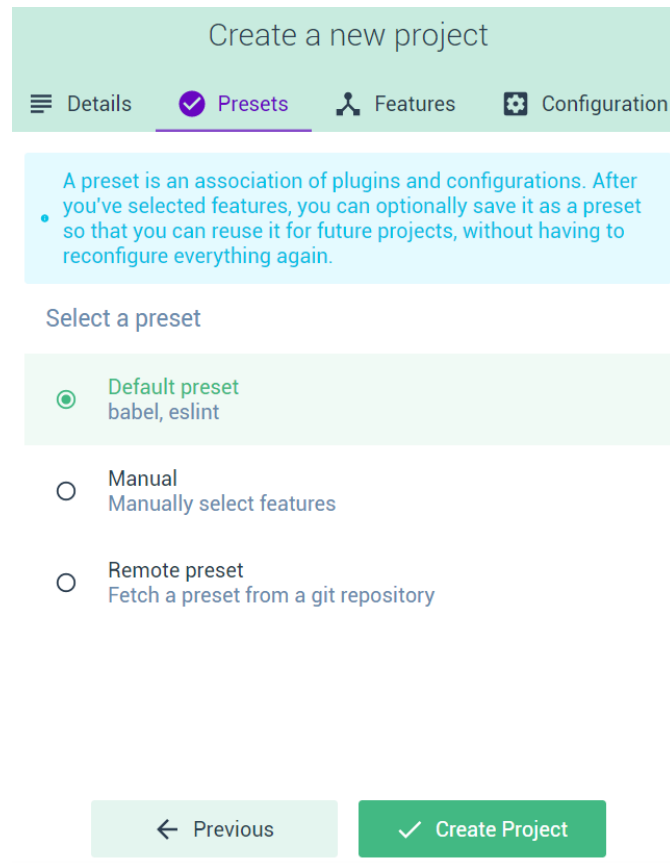 Create a new project
Details Presets Features Configuration
A preset is an association of plugins and configurations. After
you've selected features, you can optionally save it as a preset
so that you can reuse it for future projects, without having to
reconfigure everything again.
Select a preset
Default preset
babel, eslint
Manual
Manually select features
Remote preset
Fetch a preset from a git repository
Previous Create Project